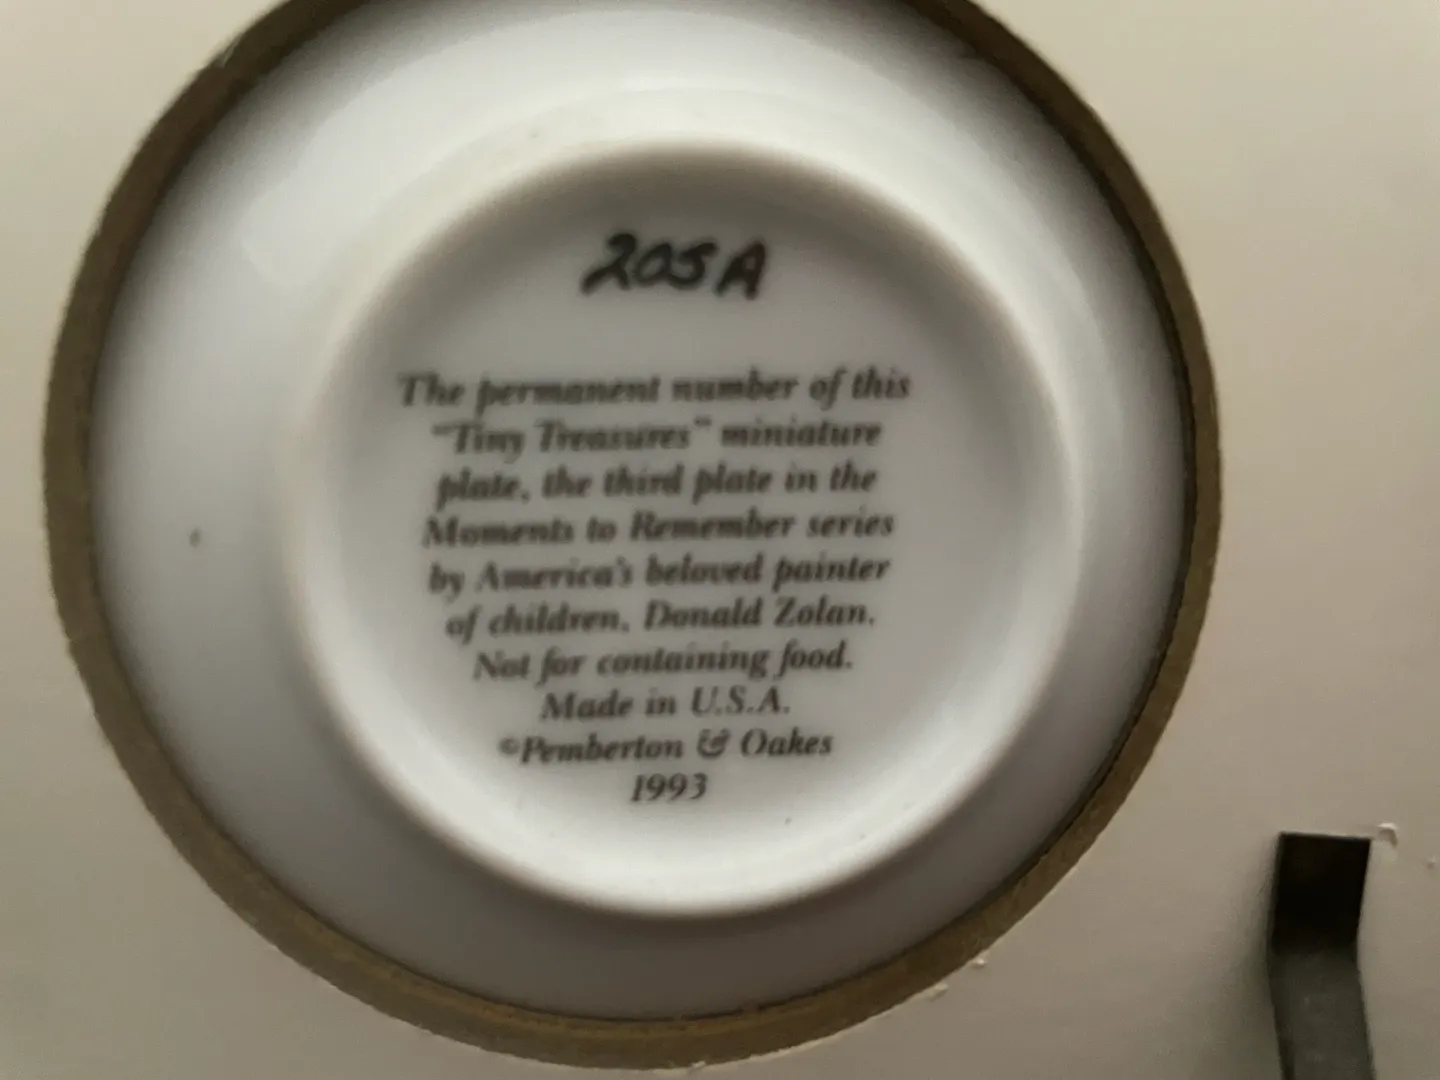 205A
The permanent number of this
"Tiny Treasures" miniature
plate, the third plate in the
Moments to Remember series
by America's beloved painter
of children, Donald Zolan.
Not for containing food.
Made in U.S.A.
©Pemberton & Oakes
1993